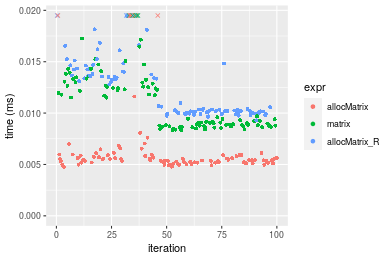 0.020
0.015
0.010
0.005
0.000
time (ms)
0
25
50
75
100
iteration
expr
allocMatrix
matrix
allocMatrix_R